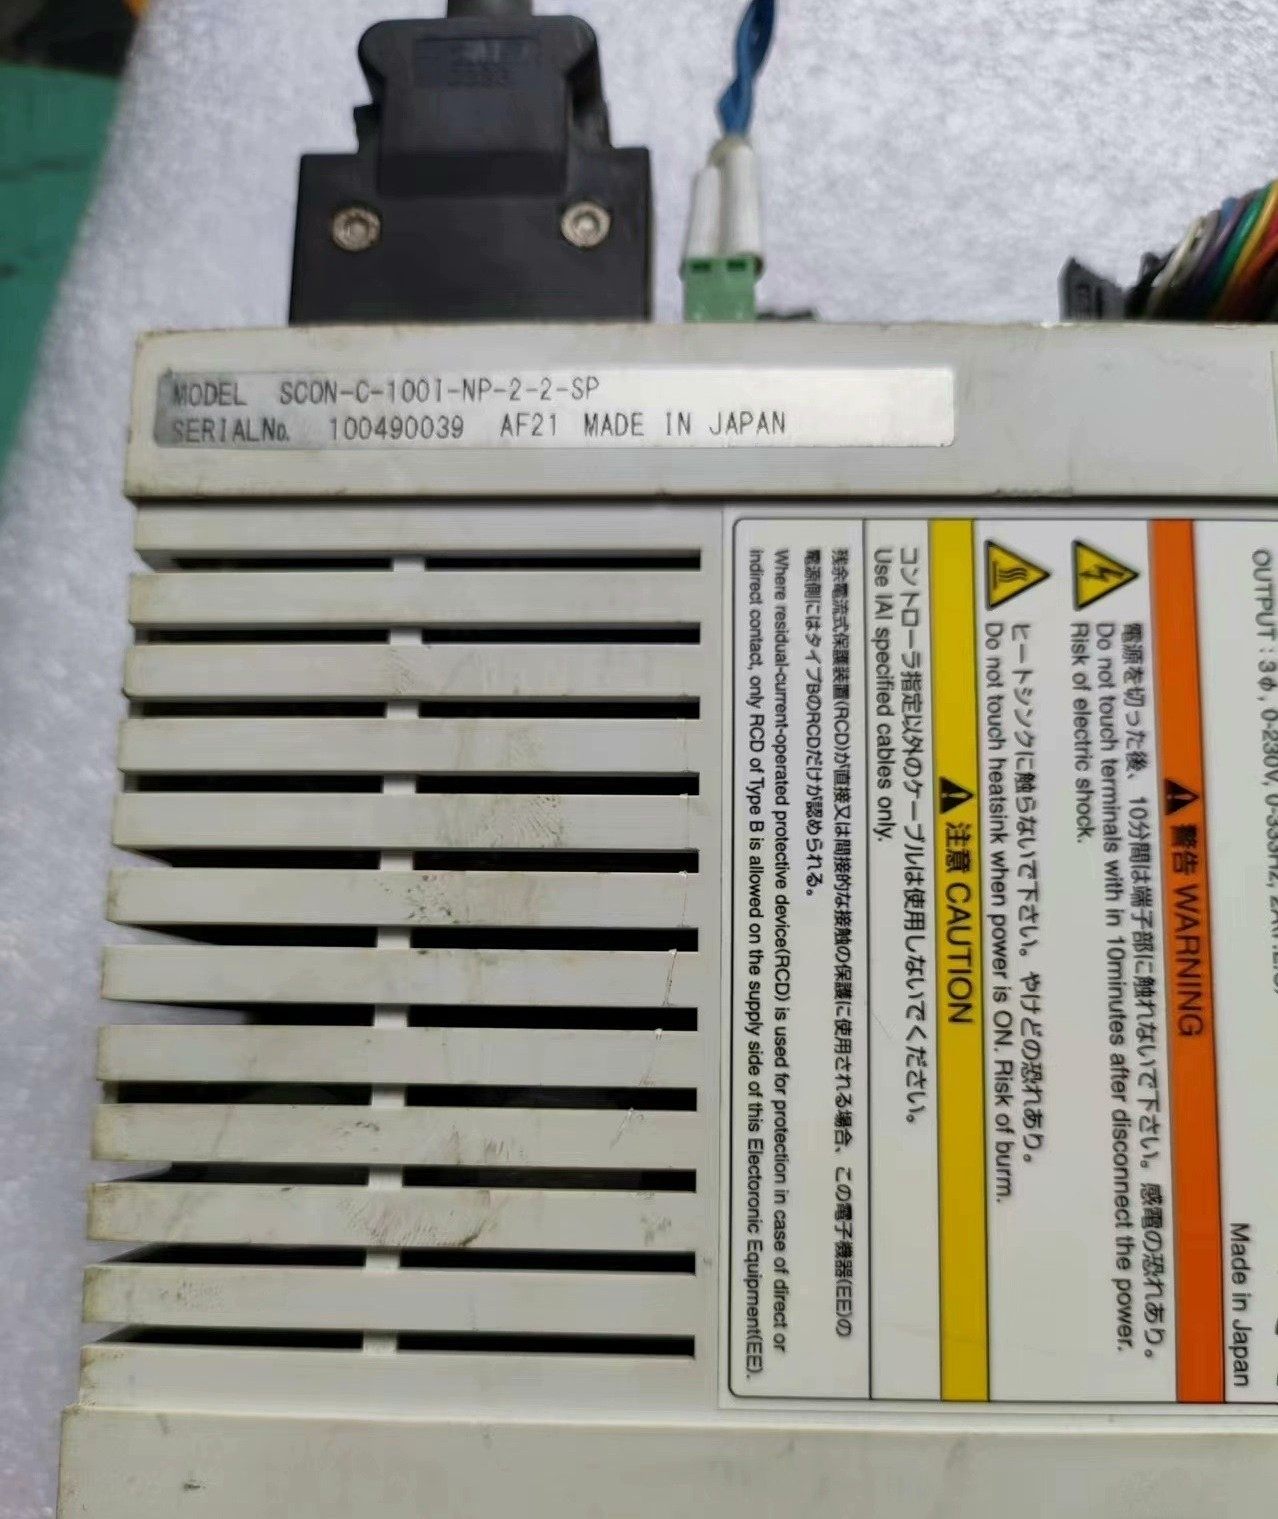 MODEL SCON-C-100I-NP-2-2-SP
SERIALNo. 100490039 AF21 MADE IN JAPAN
OUTPUT : 3φ, 0-230V, 0-333Hz,
Made in Japan
警告 WARNING
電源を切った後、10分間は端子部に触れないで下さい。感電の恐れあり。
Do not touch terminals with in 10minutes after disconnect the power.
Risk of electric shock.
ヒートシンクに触らないで下さい。やけどの恐れあり。
Do not touch heatsink when power is ON. Risk of burm.
注意 CAUTION
コントローラ指定以外のケーブルは使用しないでください。
Use IAI specified cables only.
残余電流式保護装置(RCD)が直接又は間接的な接触の保護に使用される場合、この電子機器(EE)の
電源側にはタイプBのRCDだけが認められる。
Where residual-current-operated protective device(RCD) is used for protection in case of direct or
indirect contact, only RCD of Type B is allowed on the supply side of this Electoronic Equipment(EE).